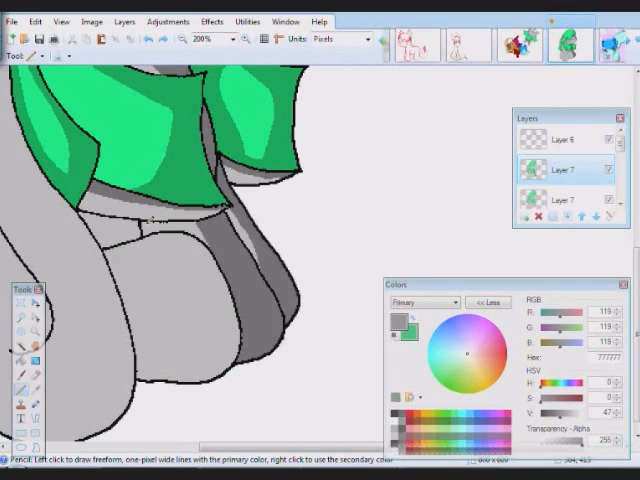 File Edit View Image Layers Adjustments Effects Utilities Window Help
200% Units: Pixels
Tool:
Layers
Layer 6
Layer 7
Layer 7
Tools
Colors
Primary << Less
RGB
R: 119
G: 119
B: 119
Hex: 777777
HSV
H: 0
S: 0
V: 47
Transparency - Alpha
255
Pencil: Left click to draw freeform, one-pixel wide lines with the primary color, right click to use the secondary color